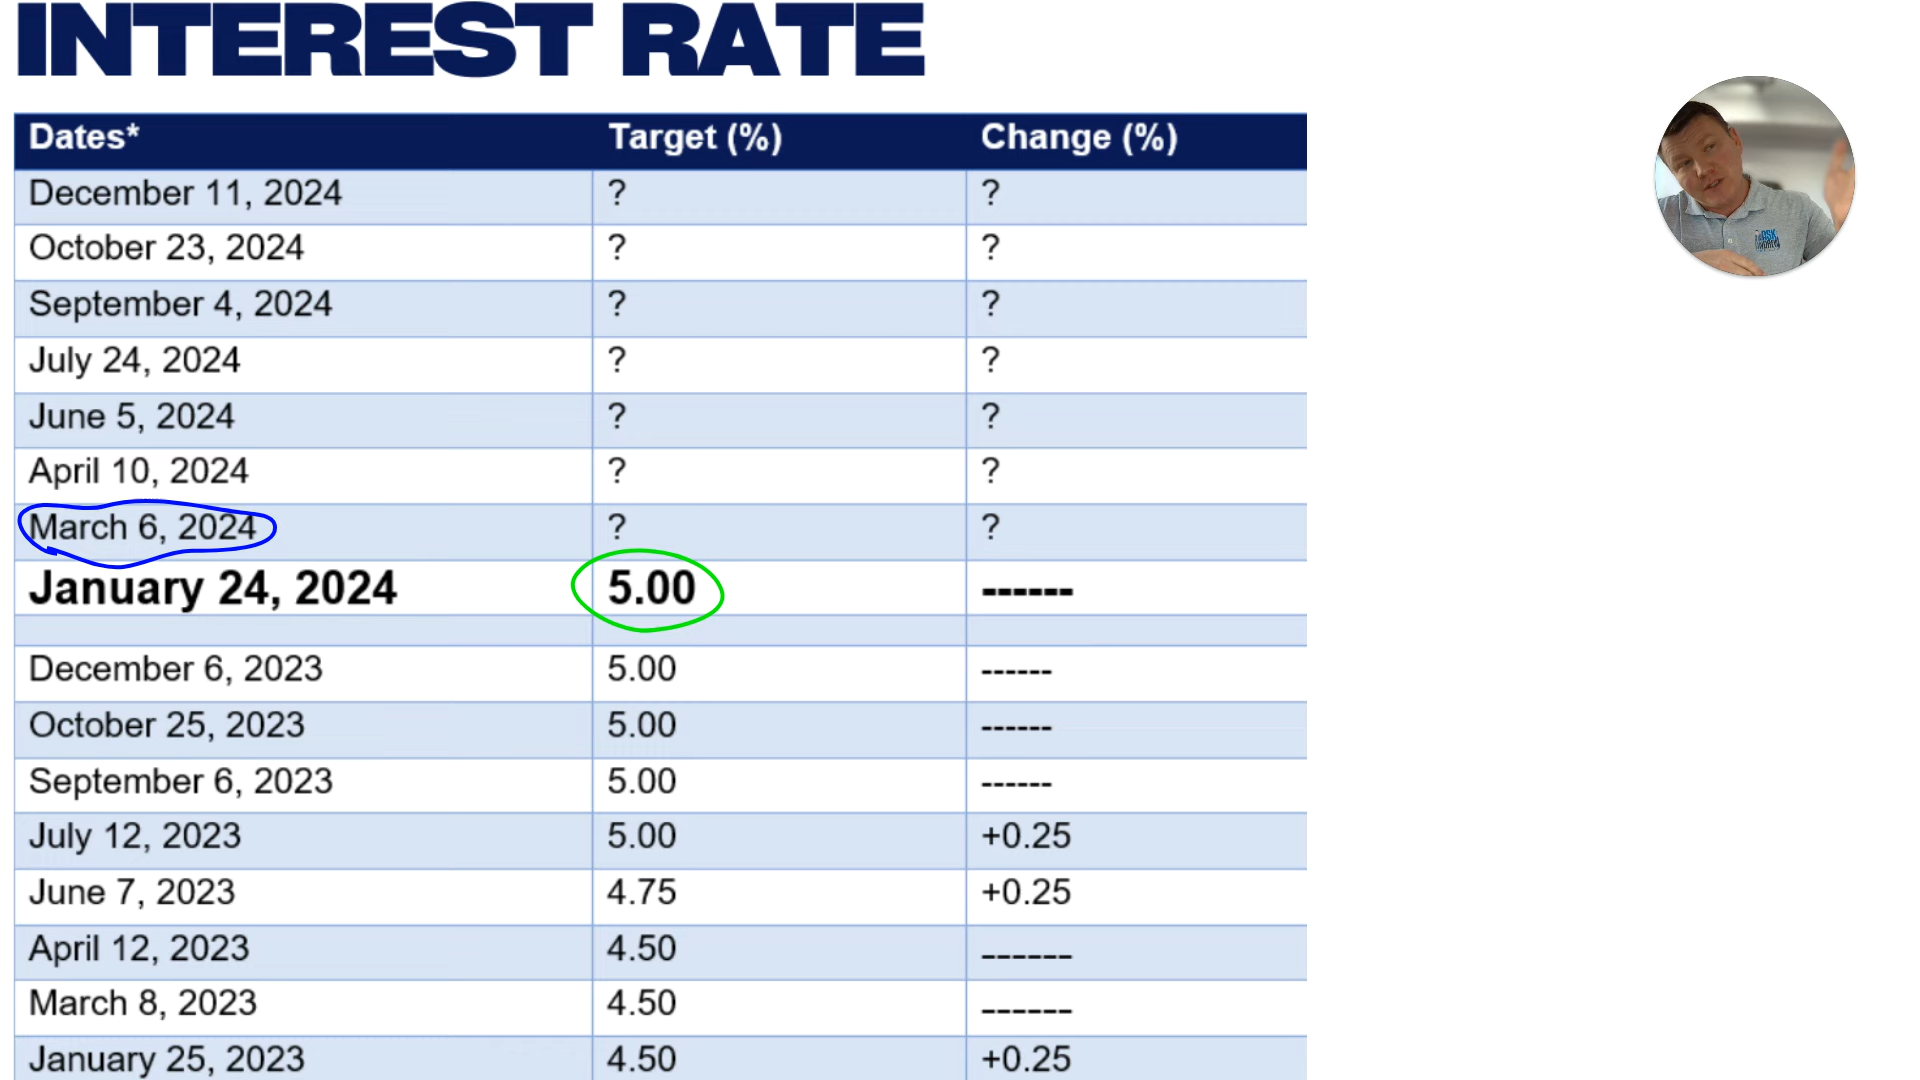 INTEREST RATE
Dates* Target (%) Change (%)
December 11, 2024 ? ?
October 23, 2024 ? ?
September 4, 2024 ? ?
July 24, 2024 ? ?
June 5, 2024 ? ?
April 10, 2024 ? ?
March 6, 2024 ? ?
January 24, 2024 5.00 ------
December 6, 2023 5.00 ------
October 25, 2023 5.00 ------
September 6, 2023 5.00 ------
July 12, 2023 5.00 +0.25
June 7, 2023 4.75 +0.25
April 12, 2023 4.50 ------
March 8, 2023 4.50 ------
January 25, 2023 4.50 +0.25